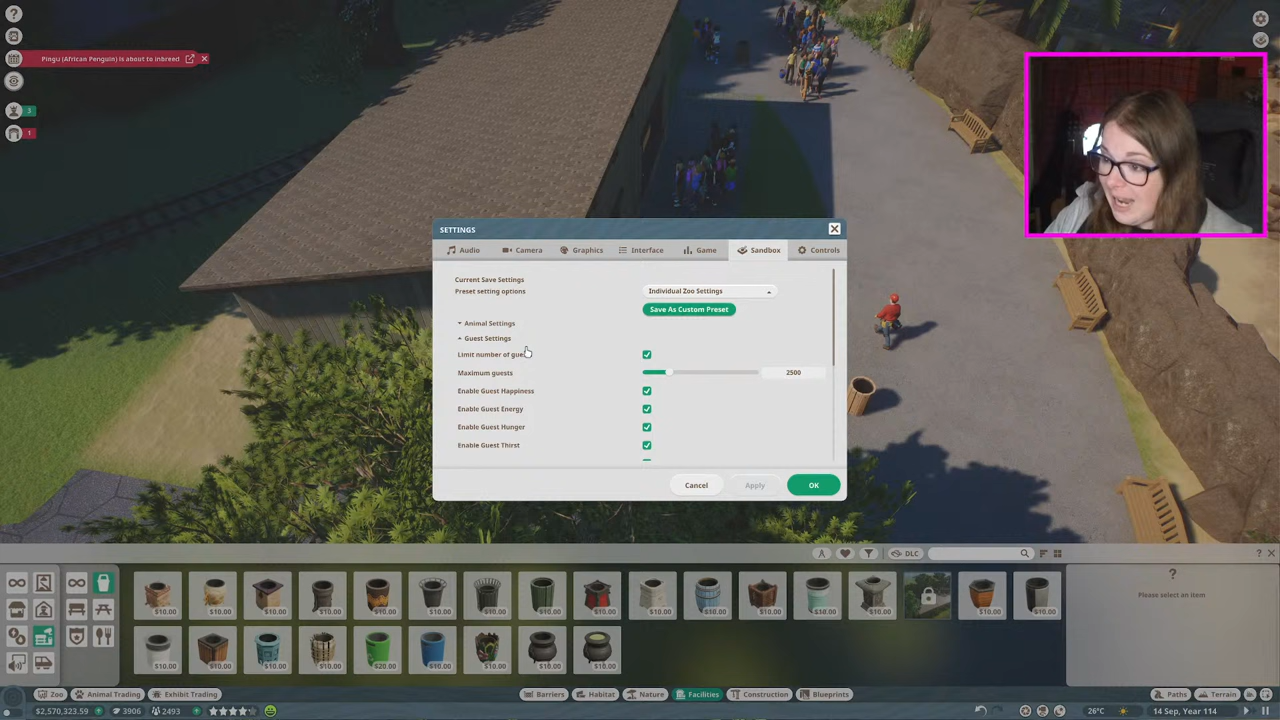 Pingu (African Penguin) is about to inbreed
3
1
SETTINGS
Audio Camera Graphics Interface Game Sandbox Controls
Current Save Settings
Preset setting options Individual Zoo Settings
Save As Custom Preset
Animal Settings
Guest Settings
Limit number of
Maximum guests 2500
Enable Guest Happiness
Enable Guest Energy
Enable Guest Hunger
Enable Guest Thirst
Cancel Apply OK
DLC
?
Please select an item
$10.00 $10.00 $10.00 $10.00 $10.00 $10.00 $10.00 $10.00 $10.00 $10.00 $10.00 $10.00 $10.00 $10.00 $10.00 $10.00
$10.00 $10.00 $10.00 $10.00 $20.00 $10.00 $10.00 $10.00 $10.00
Zoo Animal Trading Exhibit Trading Barriers Habitat Nature Facilities Construction Blueprints Paths Terrain
$2,570,323.59 3906 2493 26°C 14 Sep, Year 114